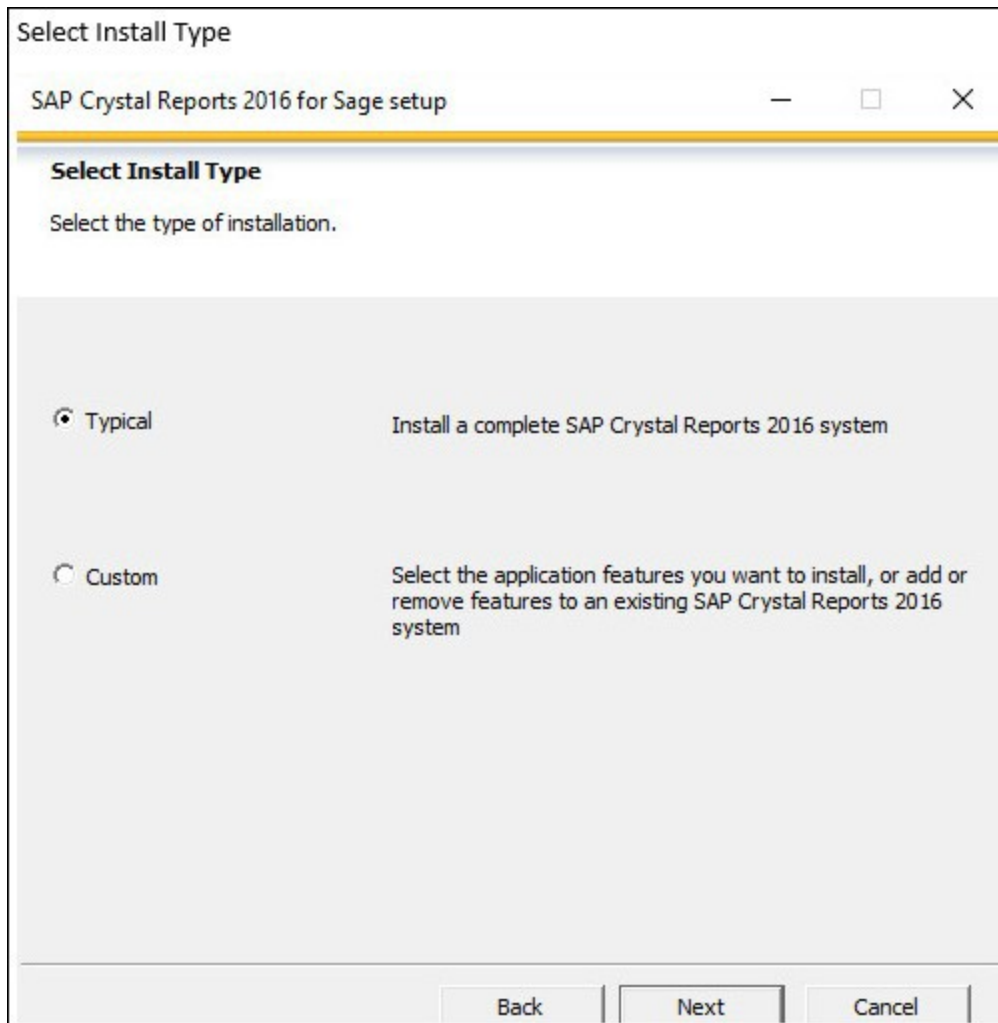 Select Install Type
SAP Crystal Reports 2016 for Sage setup
Select Install Type
Select the type of installation.
Typical
Install a complete SAP Crystal Reports 2016 system
Custom
Select the application features you want to install, or add or
remove features to an existing SAP Crystal Reports 2016
system
Back
Next
Cancel